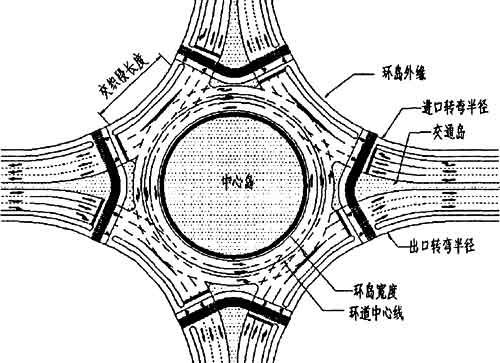 交织段长度
环岛外缘
进口转弯半径
交通岛
中心岛
出口转弯半径
环岛宽度
环道中心线